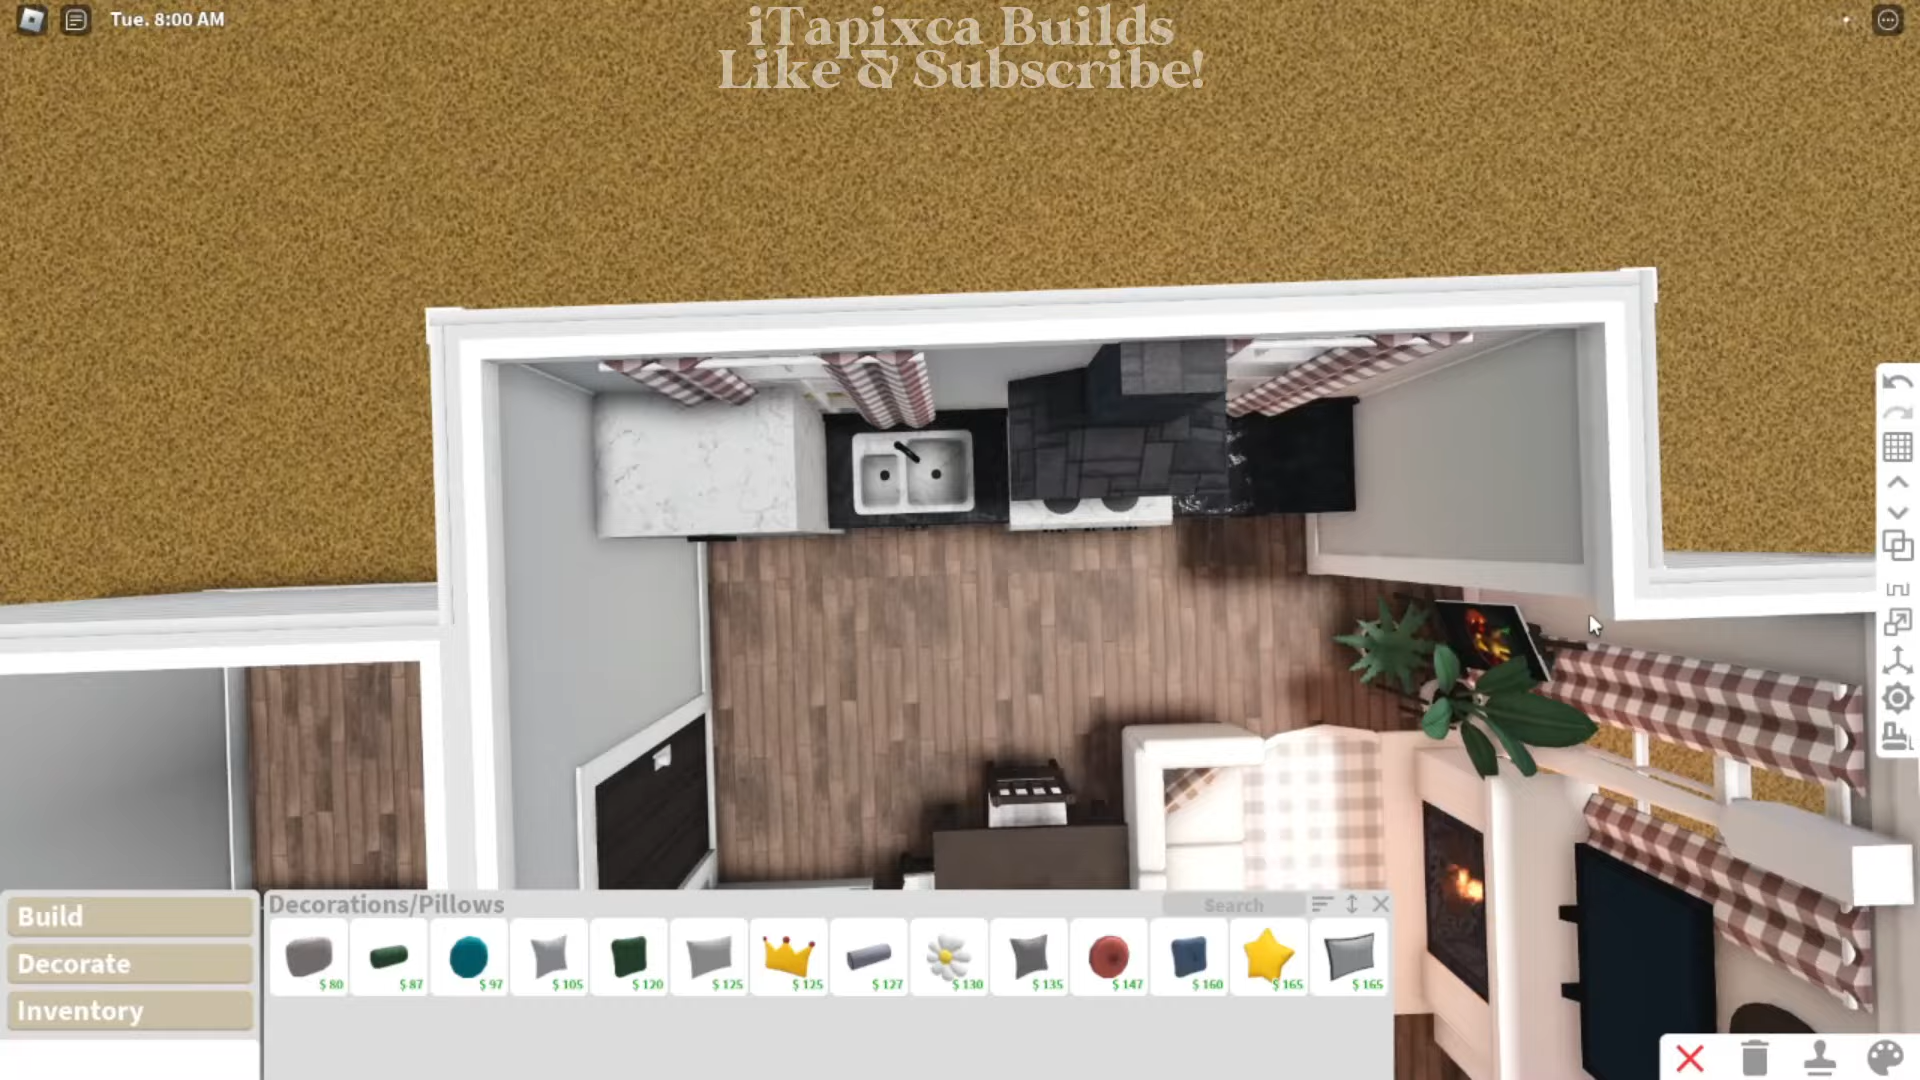 Tue. 8:00 AM
iTapixca Builds
Like & Subscribe!
Build
Decorate
Inventory
Decorations/Pillows
Search
$ 80
$ 87
$ 97
$ 105
$ 120
$ 125
$ 125
$ 127
$ 130
$ 135
$ 147
$ 160
$ 165
$ 165